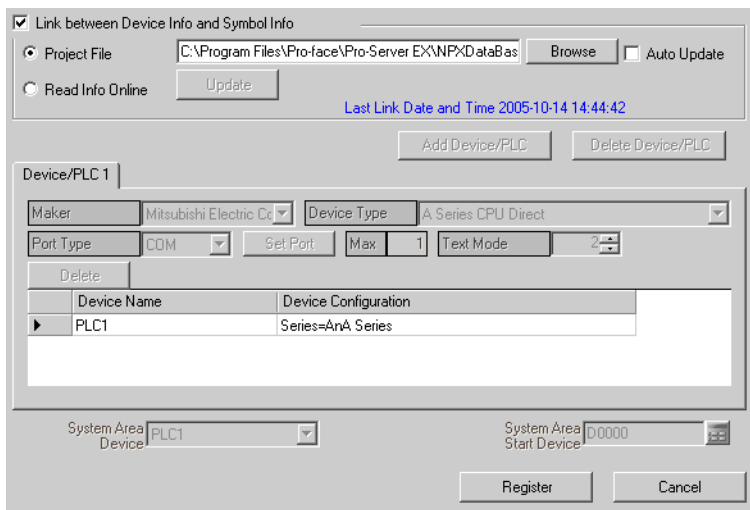 Link between Device Info and Symbol Info
Project File C:\Program Files\Pro-face\Pro-Server EX\NPXDataBas Browse Auto Update
Read Info Online Update
Last Link Date and Time 2005-10-14 14:44:42
Add Device/PLC Delete Device/PLC
Device/PLC 1
Maker Mitsubishi Electric Co Device Type A Series CPU Direct
Port Type COM Set Port Max 1 Text Mode 2
Delete
Device Name Device Configuration
PLC1 Series=AnA Series
System Area Device PLC1 System Area Start Device D0000
Register Cancel